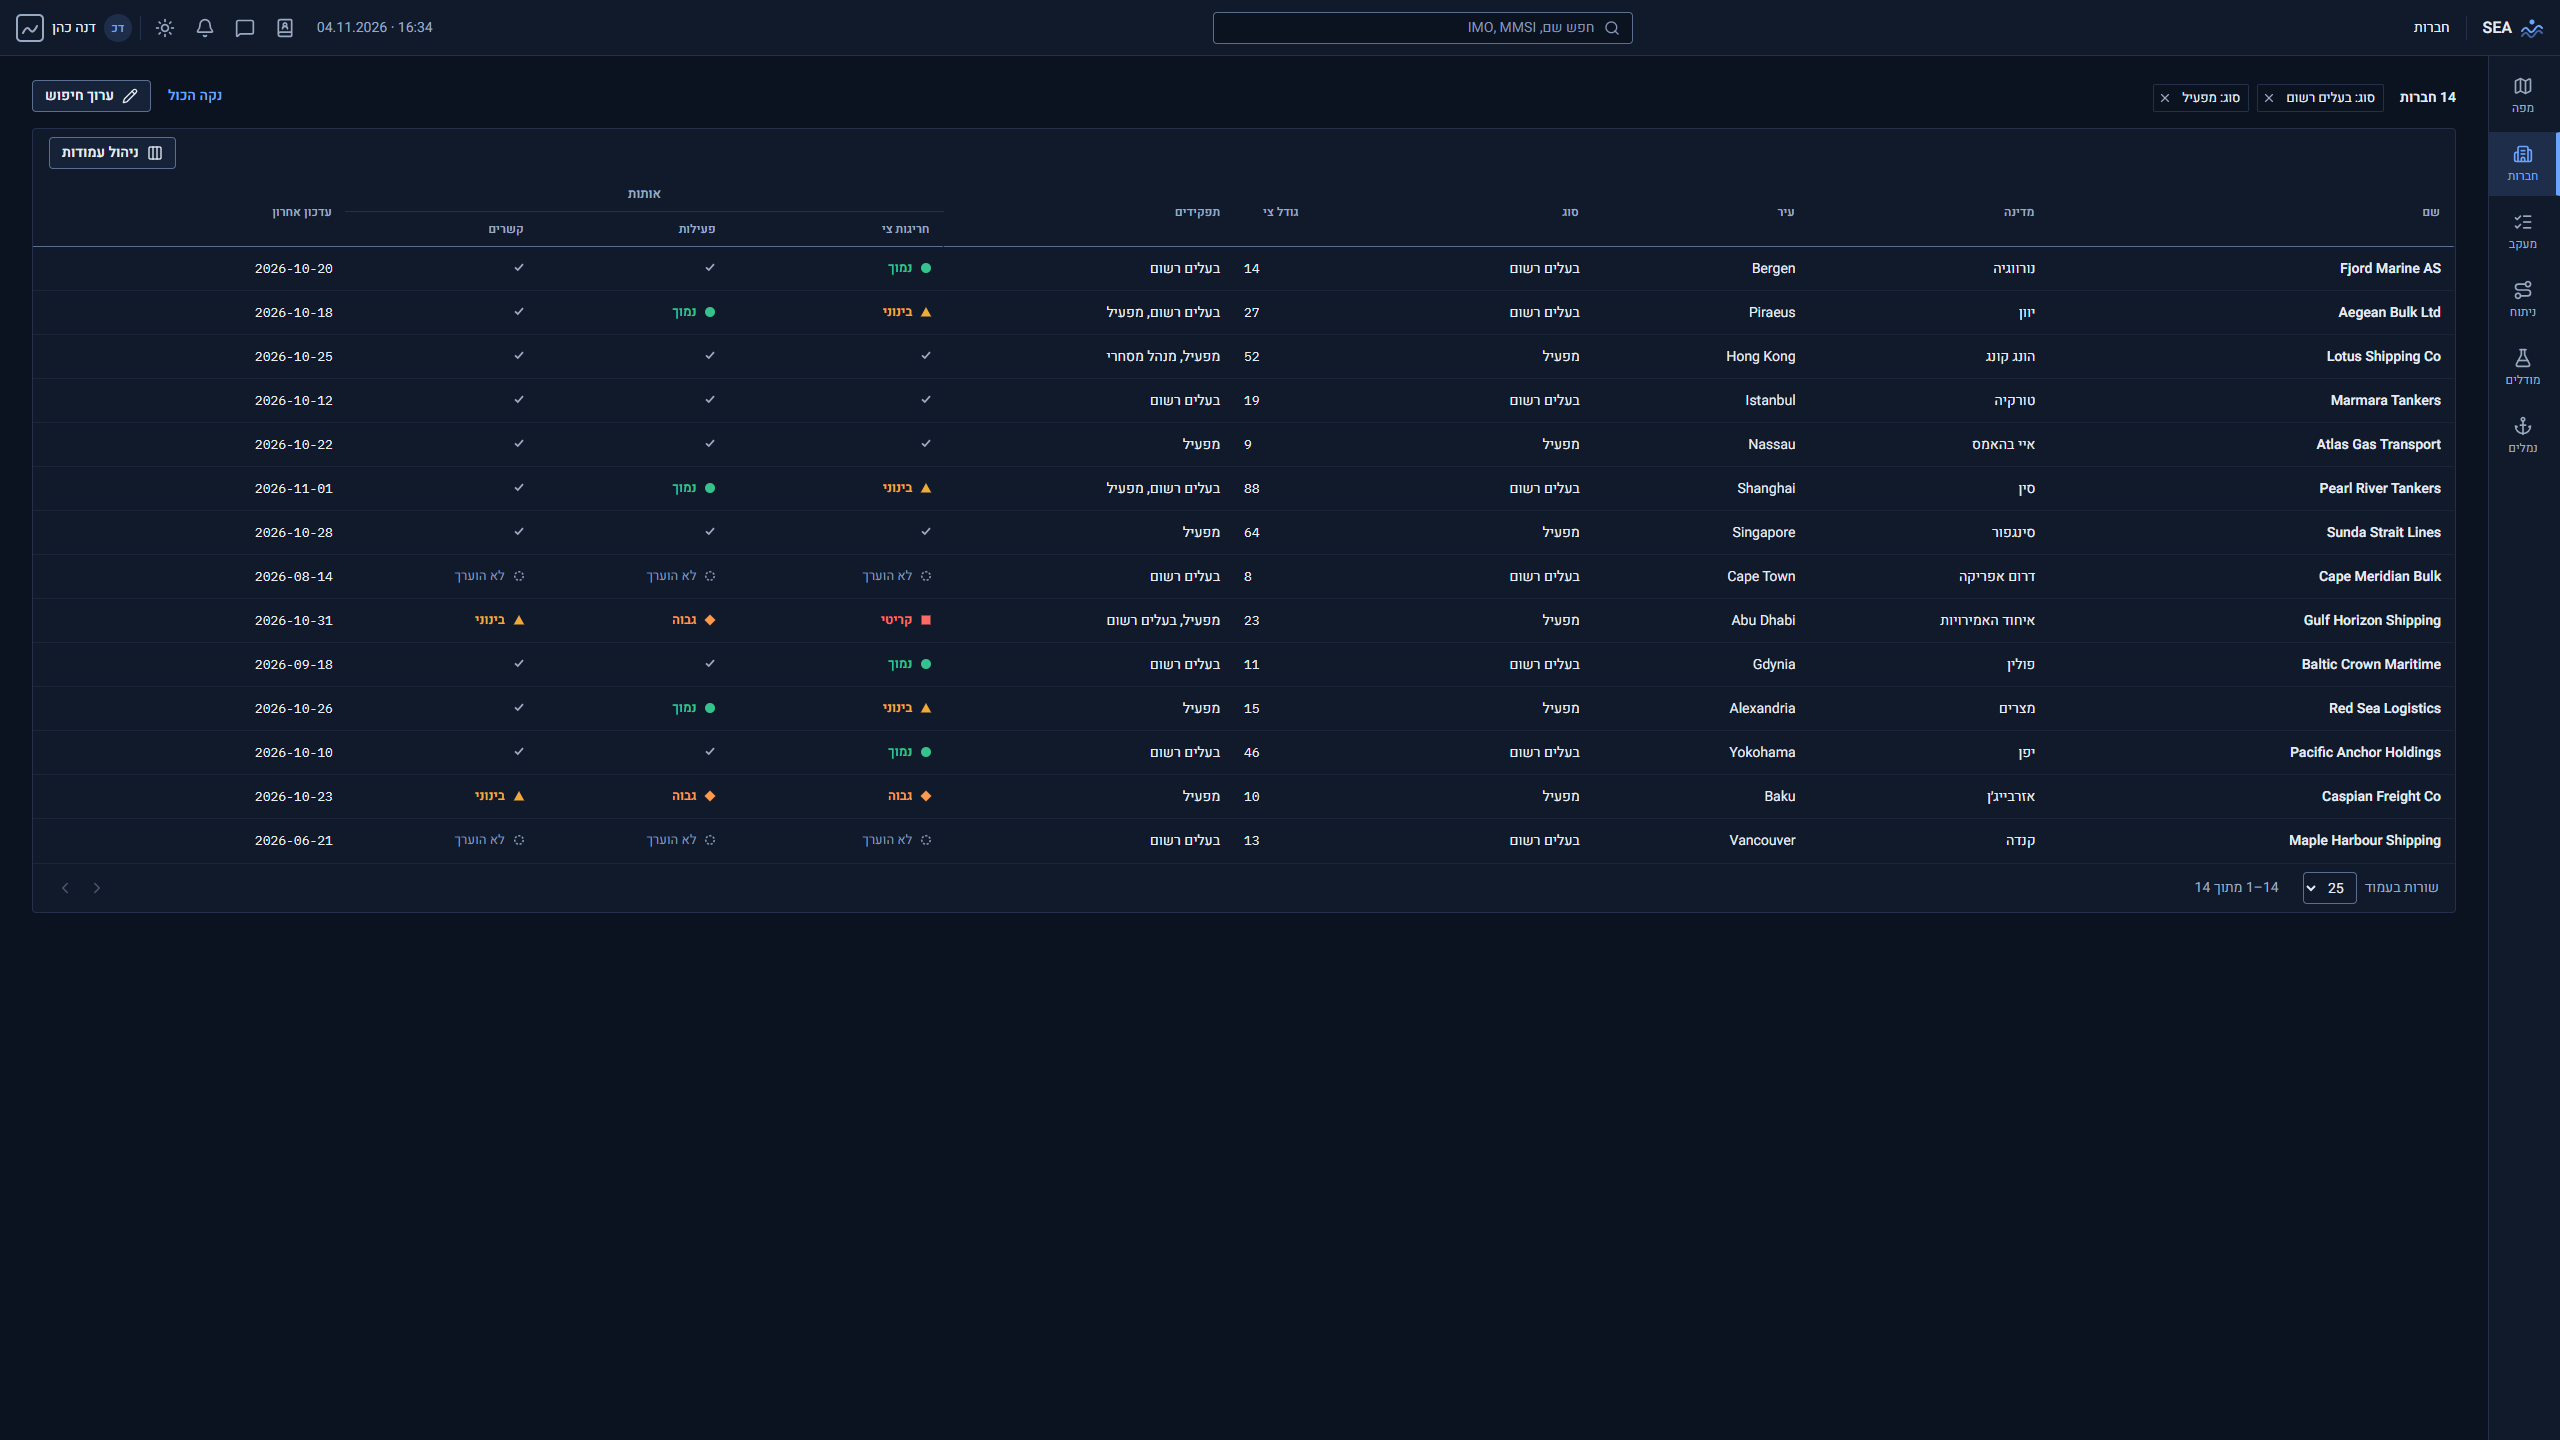 SEA
חברות
חפש שם, IMO, MMSI
04.11.2026 · 16:34
דכ
דנה כהן
מפה
חברות
מעקב
ניתוח
מודלים
נמלים
14 חברות
סוג: בעלים רשום
סוג: מפעיל
נקה הכול
ערוך חיפוש
ניהול עמודות
שם מדינה עיר סוג גודל צי תפקידים אותות עדכון אחרון
חריגות צי פעילות קשרים
Fjord Marine AS נורווגיה Bergen בעלים רשום 14 בעלים רשום נמוך 2026-10-20
Aegean Bulk Ltd יוון Piraeus בעלים רשום 27 בעלים רשום, מפעיל בינוני נמוך 2026-10-18
Lotus Shipping Co הונג קונג Hong Kong מפעיל 52 מפעיל, מנהל מסחרי 2026-10-25
Marmara Tankers טורקיה Istanbul בעלים רשום 19 בעלים רשום 2026-10-12
Atlas Gas Transport איי בהאמס Nassau מפעיל 9 מפעיל 2026-10-22
Pearl River Tankers סין Shanghai בעלים רשום 88 בעלים רשום, מפעיל בינוני נמוך 2026-11-01
Sunda Strait Lines סינגפור Singapore מפעיל 64 מפעיל 2026-10-28
Cape Meridian Bulk דרום אפריקה Cape Town בעלים רשום 8 בעלים רשום לא הוערך לא הוערך לא הוערך 2026-08-14
Gulf Horizon Shipping איחוד האמירויות Abu Dhabi מפעיל 23 מפעיל, בעלים רשום קריטי גבוה בינוני 2026-10-31
Baltic Crown Maritime פולין Gdynia בעלים רשום 11 בעלים רשום נמוך 2026-09-18
Red Sea Logistics מצרים Alexandria מפעיל 15 מפעיל בינוני נמוך 2026-10-26
Pacific Anchor Holdings יפן Yokohama בעלים רשום 46 בעלים רשום נמוך 2026-10-10
Caspian Freight Co אזרבייג'ן Baku מפעיל 10 מפעיל גבוה גבוה בינוני 2026-10-23
Maple Harbour Shipping קנדה Vancouver בעלים רשום 13 בעלים רשום לא הוערך לא הוערך לא הוערך 2026-06-21
שורות בעמוד 25 1–14 מתוך 14